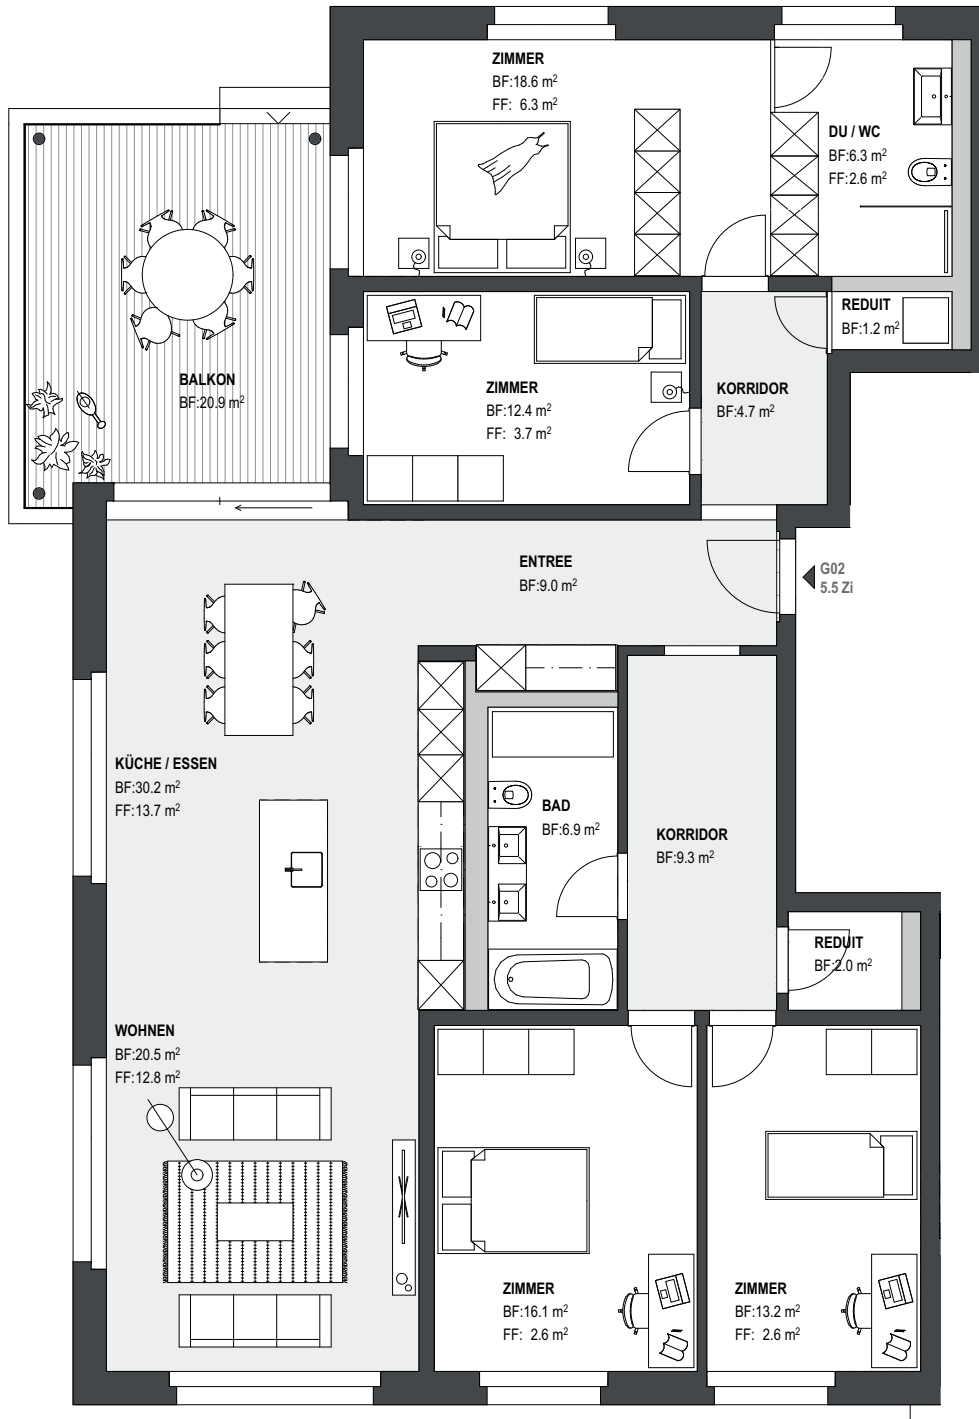 ZIMMER
BF:18.6 m²
FF: 6.3 m²
DU / WC
BF:6.3 m²
FF:2.6 m²
REDUIT
BF:1.2 m²
BALKON
BF:20.9 m²
ZIMMER
BF:12.4 m²
FF: 3.7 m²
KORRIDOR
BF:4.7 m²
ENTREE
BF:9.0 m²
G02
5.5 Zi
KÜCHE / ESSEN
BF:30.2 m²
FF:13.7 m²
BAD
BF:6.9 m²
KORRIDOR
BF:9.3 m²
REDUIT
BF:2.0 m²
WOHNEN
BF:20.5 m²
FF:12.8 m²
ZIMMER
BF:16.1 m²
FF: 2.6 m²
ZIMMER
BF:13.2 m²
FF: 2.6 m²